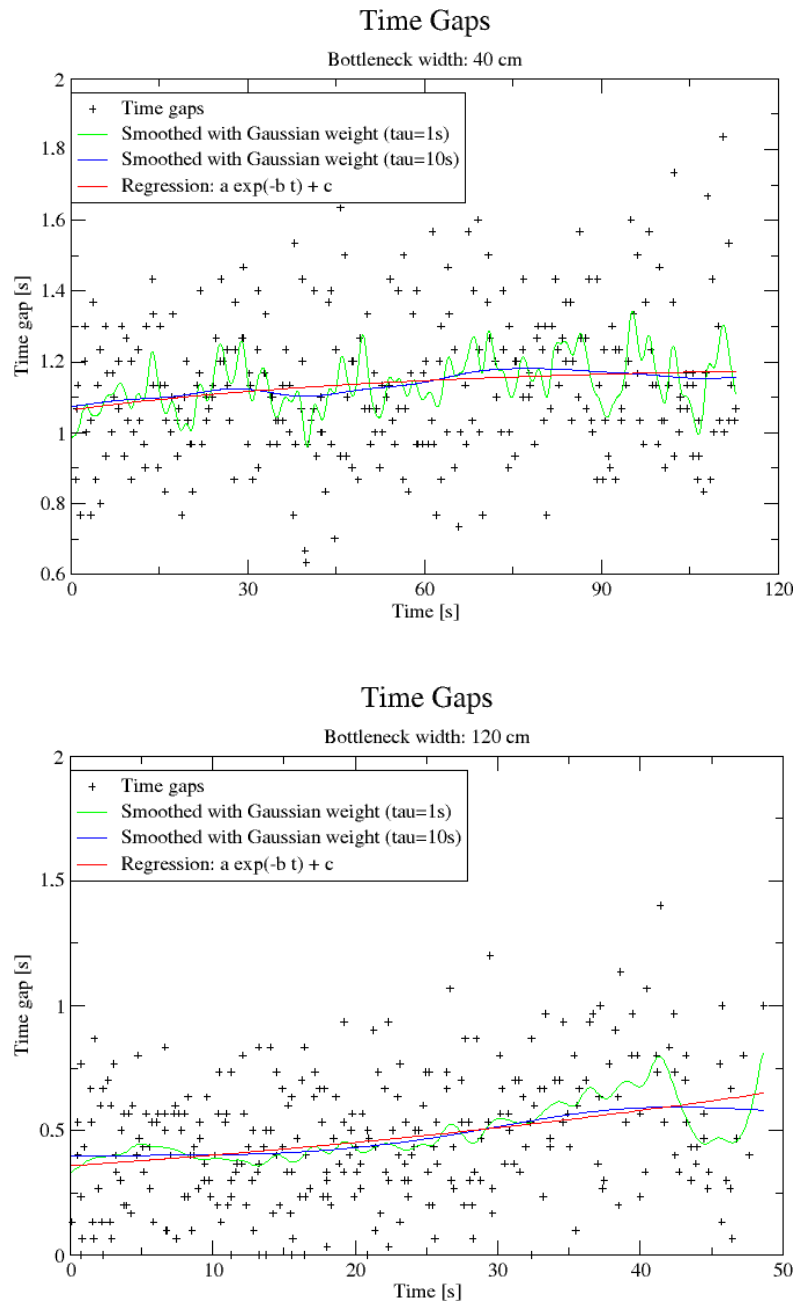 Time Gaps
Bottleneck width: 40 cm
2
Time gaps
Smoothed with Gaussian weight (tau=1s)
1.8
Smoothed with Gaussian weight (tau=10s)
Regression: a exp(-b t) + c
1.6
Time gap [s]
1.4
1.2
1
0.8
0.6
0 30 60 90 120
Time [s]
Time Gaps
Bottleneck width: 120 cm
2
Time gaps
Smoothed with Gaussian weight (tau=1s)
Smoothed with Gaussian weight (tau=10s)
Regression: a exp(-b t) + c
1.5
Time gap [s]
1
0.5
0
0 10 20 30 40 50
Time [s]